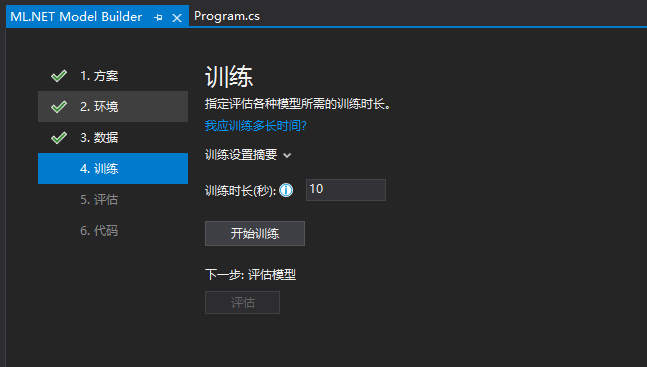 ML.NET Model Builder
Program.cs
1. 方案
2. 环境
3. 数据
4. 训练
5. 评估
6. 代码
训练
指定评估各种模型所需的训练时长。
我应训练多长时间?
训练设置摘要
训练时长(秒): 10
开始训练
下一步: 评估模型
评估